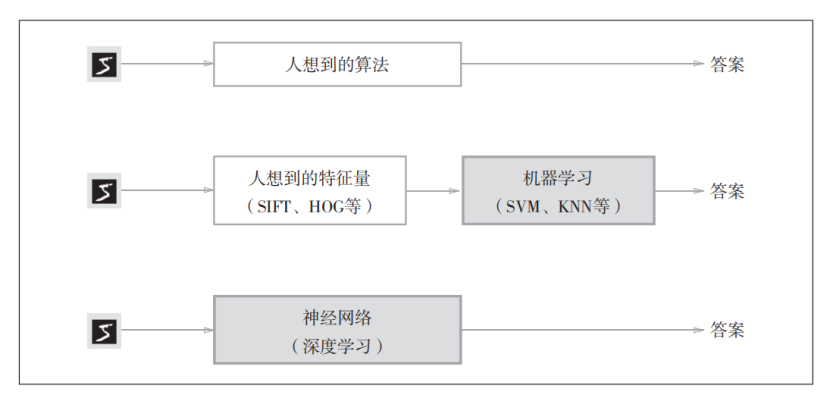 5
人想到的算法
答案
5
人想到的特征量
（SIFT、HOG等）
机器学习
（SVM、KNN等）
答案
5
神经网络
（深度学习）
答案